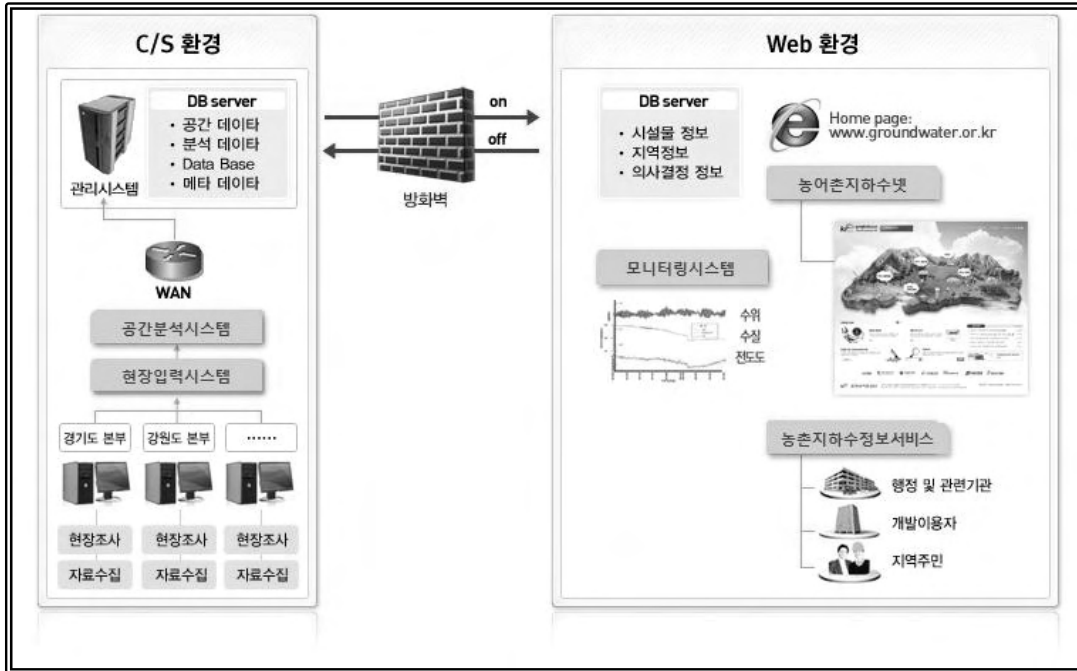 C/S 환경
DB server
• 공간 데이타
• 분석 데이타
• Data Base
• 메타 데이타
관리시스템
WAN
공간분석시스템
현장입력시스템
경기도 본부
강원도 본부
⋯⋯
현장조사
현장조사
현장조사
자료수집
자료수집
자료수집
on
off
방화벽
Web 환경
DB server
• 시설물 정보
• 지역정보
• 의사결정 정보
Home page:
www.groundwater.or.kr
농어촌지하수넷
모니터링시스템
수위
수질
전도도
농촌지하수정보서비스
행정 및 관련기관
개발이용자
지역주민